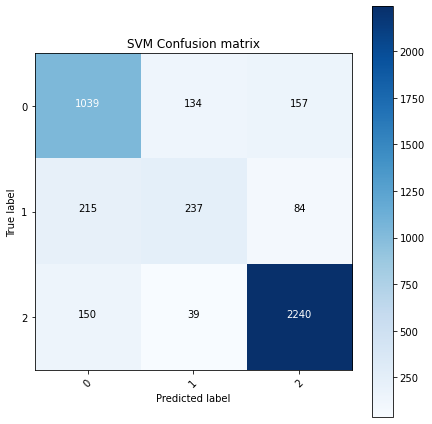 SVM Confusion matrix
True label
0 1039 134 157
1 215 237 84
2 150 39 2240
0 1 2
Predicted label
2000
1750
1500
1250
1000
750
500
250